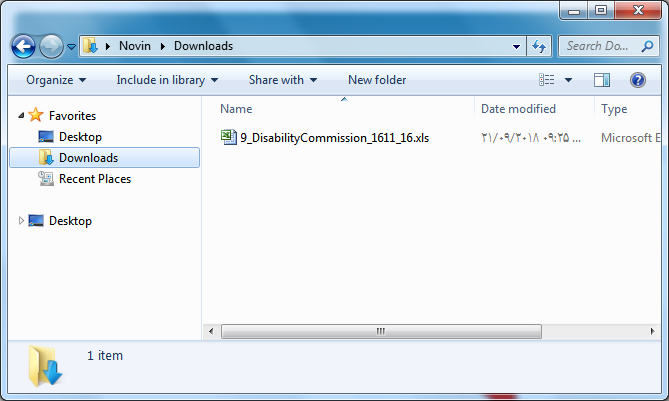 Novin Downloads
Search Do...
Organize Include in library Share with New folder
Name Date modified Type
Favorites
Desktop
Downloads
Recent Places
Desktop
9_DisabilityCommission_1611_16.xls ۲۱/۰۹/۲۰۱۸ ۰۹:۲۵ ... Microsoft E
1 item